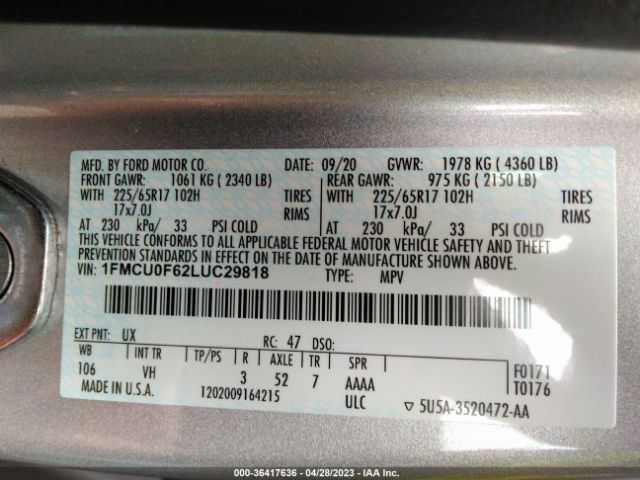 MFD. BY FORD MOTOR CO. DATE: 09/20 GVWR: 1978 KG ( 4360 LB)
FRONT GAWR: 1061 KG ( 2340 LB) REAR GAWR: 975 KG ( 2150 LB)
WITH 225/65R17 102H TIRES WITH 225/65R17 102H TIRES
17x7.0J RIMS 17x7.0J RIMS
AT 230 kPa/ 33 PSI COLD AT 230 kPa/ 33 PSI COLD
THIS VEHICLE CONFORMS TO ALL APPLICABLE FEDERAL MOTOR VEHICLE SAFETY AND THEFT
PREVENTION STANDARDS IN EFFECT ON THE DATE OF MANUFACTURE SHOWN ABOVE.
VIN: 1FMCU0F62LUC29818 TYPE: MPV
EXT PNT: UX RC: 47 DSO:
WB INT TR TP/PS R AXLE TR SPR F0171
106 VH 3 52 7 AAAA T0176
MADE IN U.S.A. 1202009164215 ULC ▽ 5U5A-3520472-AA
000-36417636 - 04/28/2023 - IAA Inc.